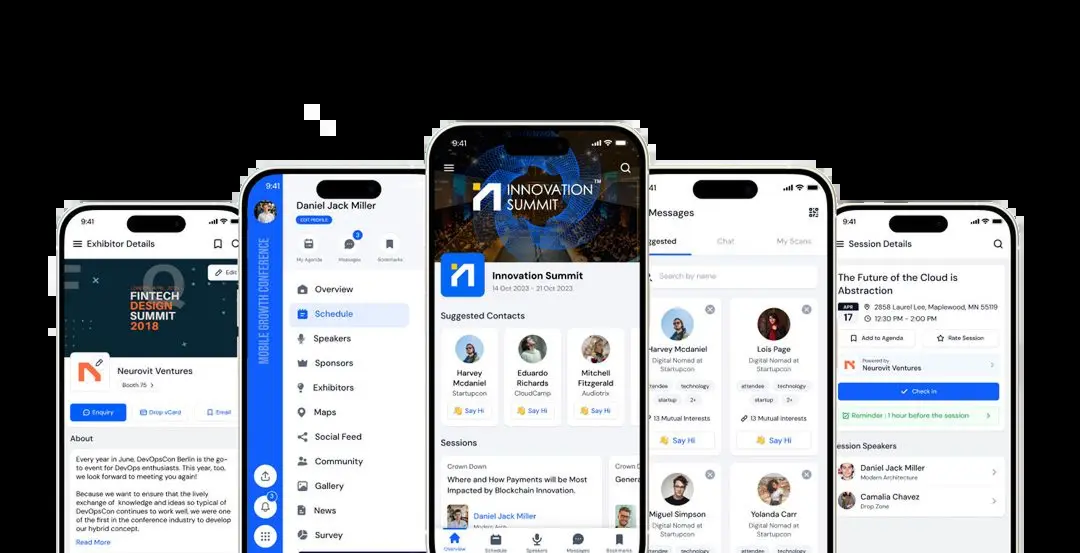 9:41
Exhibitor Details
Edit
FINTECH
DESIGN
SUMMIT
2018
Neurovit Ventures
Booth 75
Enquiry
Drop vCard
Email
About
Every year in June, DevOpsCon Berlin is the go-
to event for DevOps enthusiasts. This year, too,
we look forward to meeting you again!
Because we want to ensure that the lively
exchange of knowledge and ideas so typical of
DevOpsCon continues to work well, we were one
of the first in the conference industry to develop
our hybrid concept.
Read More
9:41
Daniel Jack Miller
EDIT PROFILE
3
My Agenda
Messages
Bookmarks
MOBILE GROWTH CONFERENCE
Overview
Schedule
Speakers
Sponsors
Exhibitors
Maps
Social Feed
Community
Gallery
3
News
Survey
9:41
INNOVATION™
SUMMIT
Innovation Summit
14 Oct 2023 - 21 Oct 2023
Suggested Contacts
Harvey
Mcdaniel
Startupcon
Say Hi
Eduardo
Richards
CloudCamp
Say Hi
Mitchell
Fitzgerald
Audiotrix
Say Hi
Sessions
Crown Down
Where and How Payments will be Most
Impacted by Blockchain Innovation.
Daniel Jack Miller
Modern Arch
Crown D
Genera
Overview
Schedule
Speakers
Messages
Bookmarks
41
Messages
ggested
Chat
My Scans
Search by name
Harvey Mcdaniel
Digital Nomad at
Startupcon
attendee
technology
startup
2+
13 Mutual Interests
Say Hi
Lois Page
Digital Nomad at
Startupcon
attendee
technology
startup
2+
13 Mutual Interests
Say Hi
Miguel Simpson
Digital Nomad at
Startupcon
Yolanda Carr
Digital Nomad at
Startupcon
9:41
Session Details
The Future of the Cloud is
Abstraction
APR
17
2858 Laurel Lee, Maplewood, MN 55119
12:30 PM - 2:00 PM
Add to Agenda
Rate Session
Powered by
Neurovit Ventures
Check in
Reminder : 1 hour before the session
ession Speakers
Daniel Jack Miller
Modern Architecture
Camalia Chavez
Drop Zone